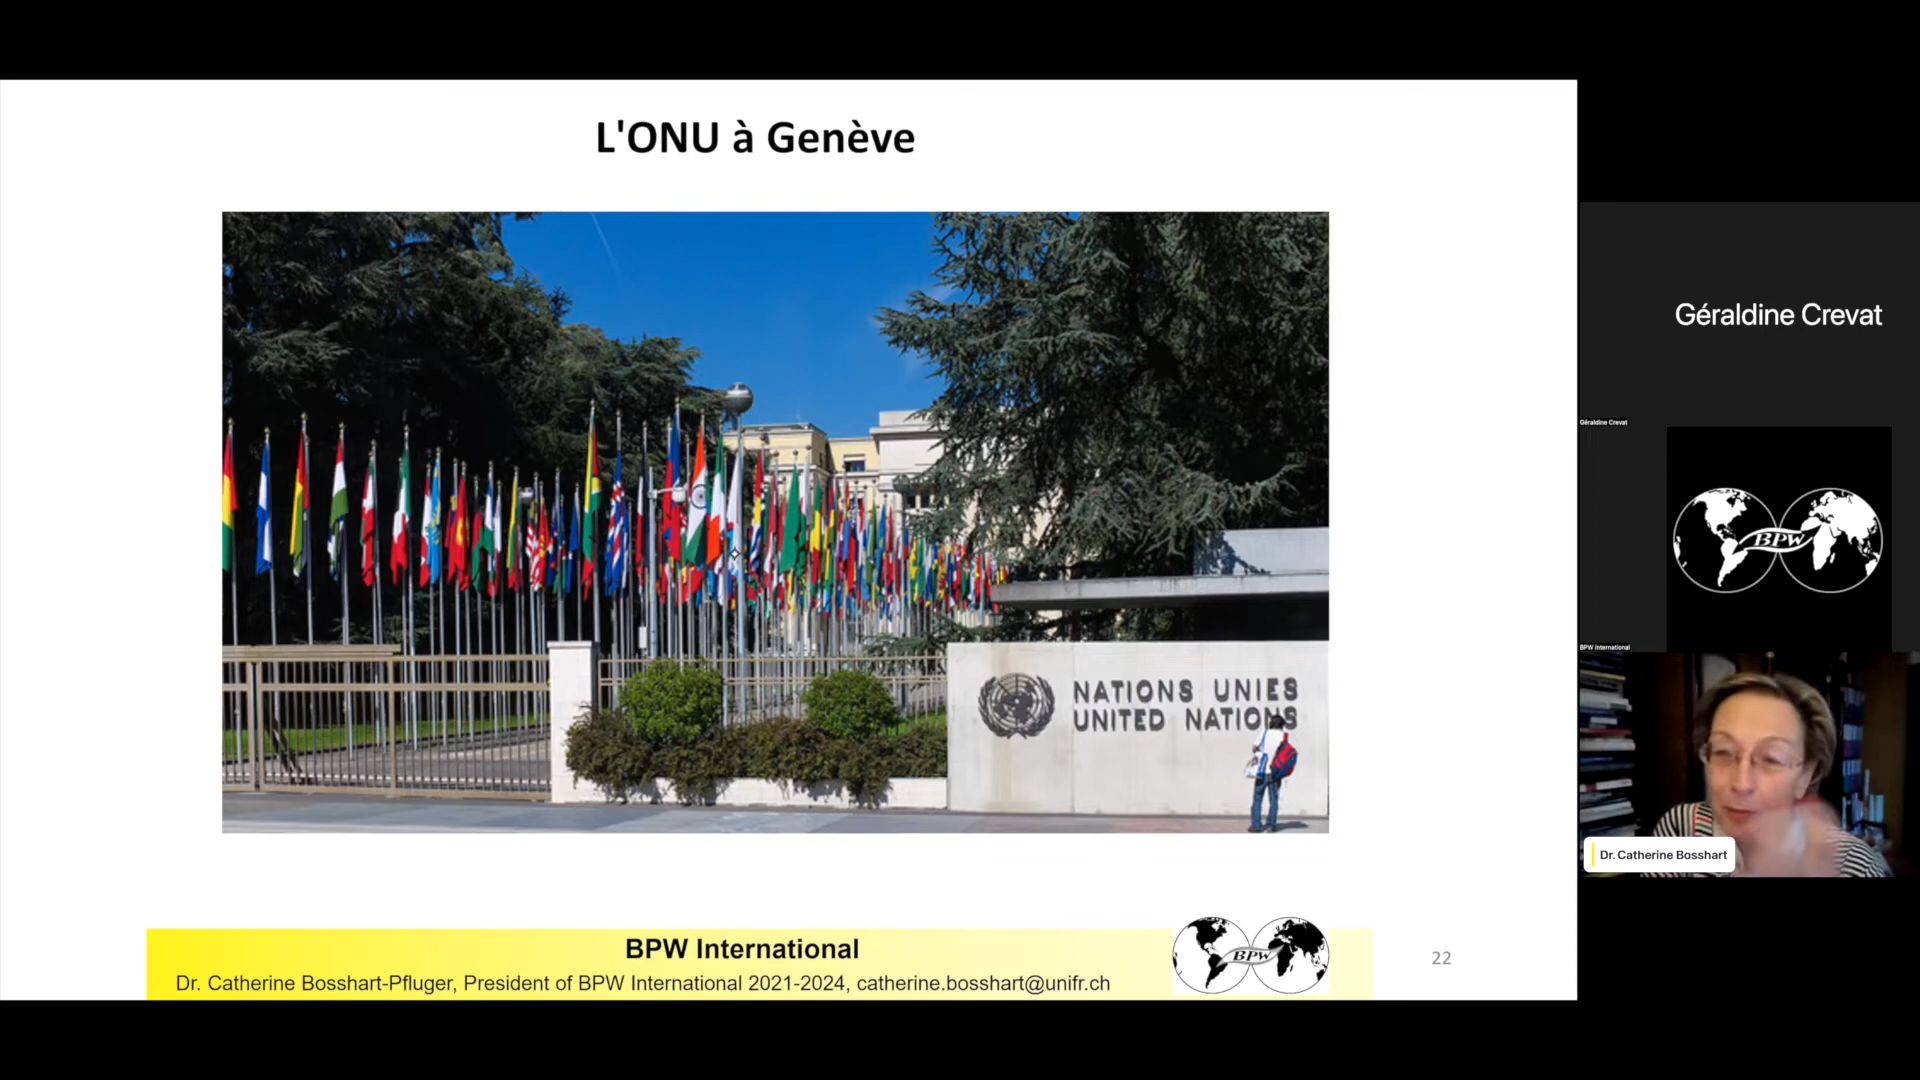 L'ONU à Genève
NATIONS UNIES
UNITED NATIONS
BPW International
Dr. Catherine Bosshart-Pfluger, President of BPW International 2021-2024, catherine.bosshart@unifr.ch
BPW
22
Géraldine Crevat
Géraldine Crevat
BPW
BPW International
Dr. Catherine Bosshart